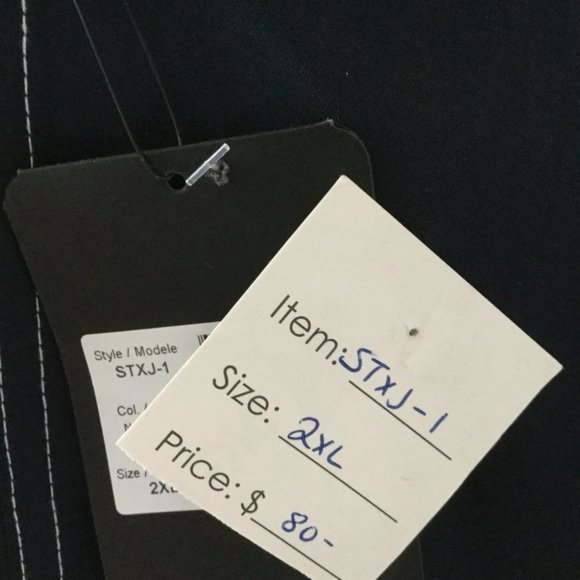 Style / Modele
STXJ-1
Col.
Size /
2XL
Item: STXJ-1
Size: 2XL
Price: $ 80-